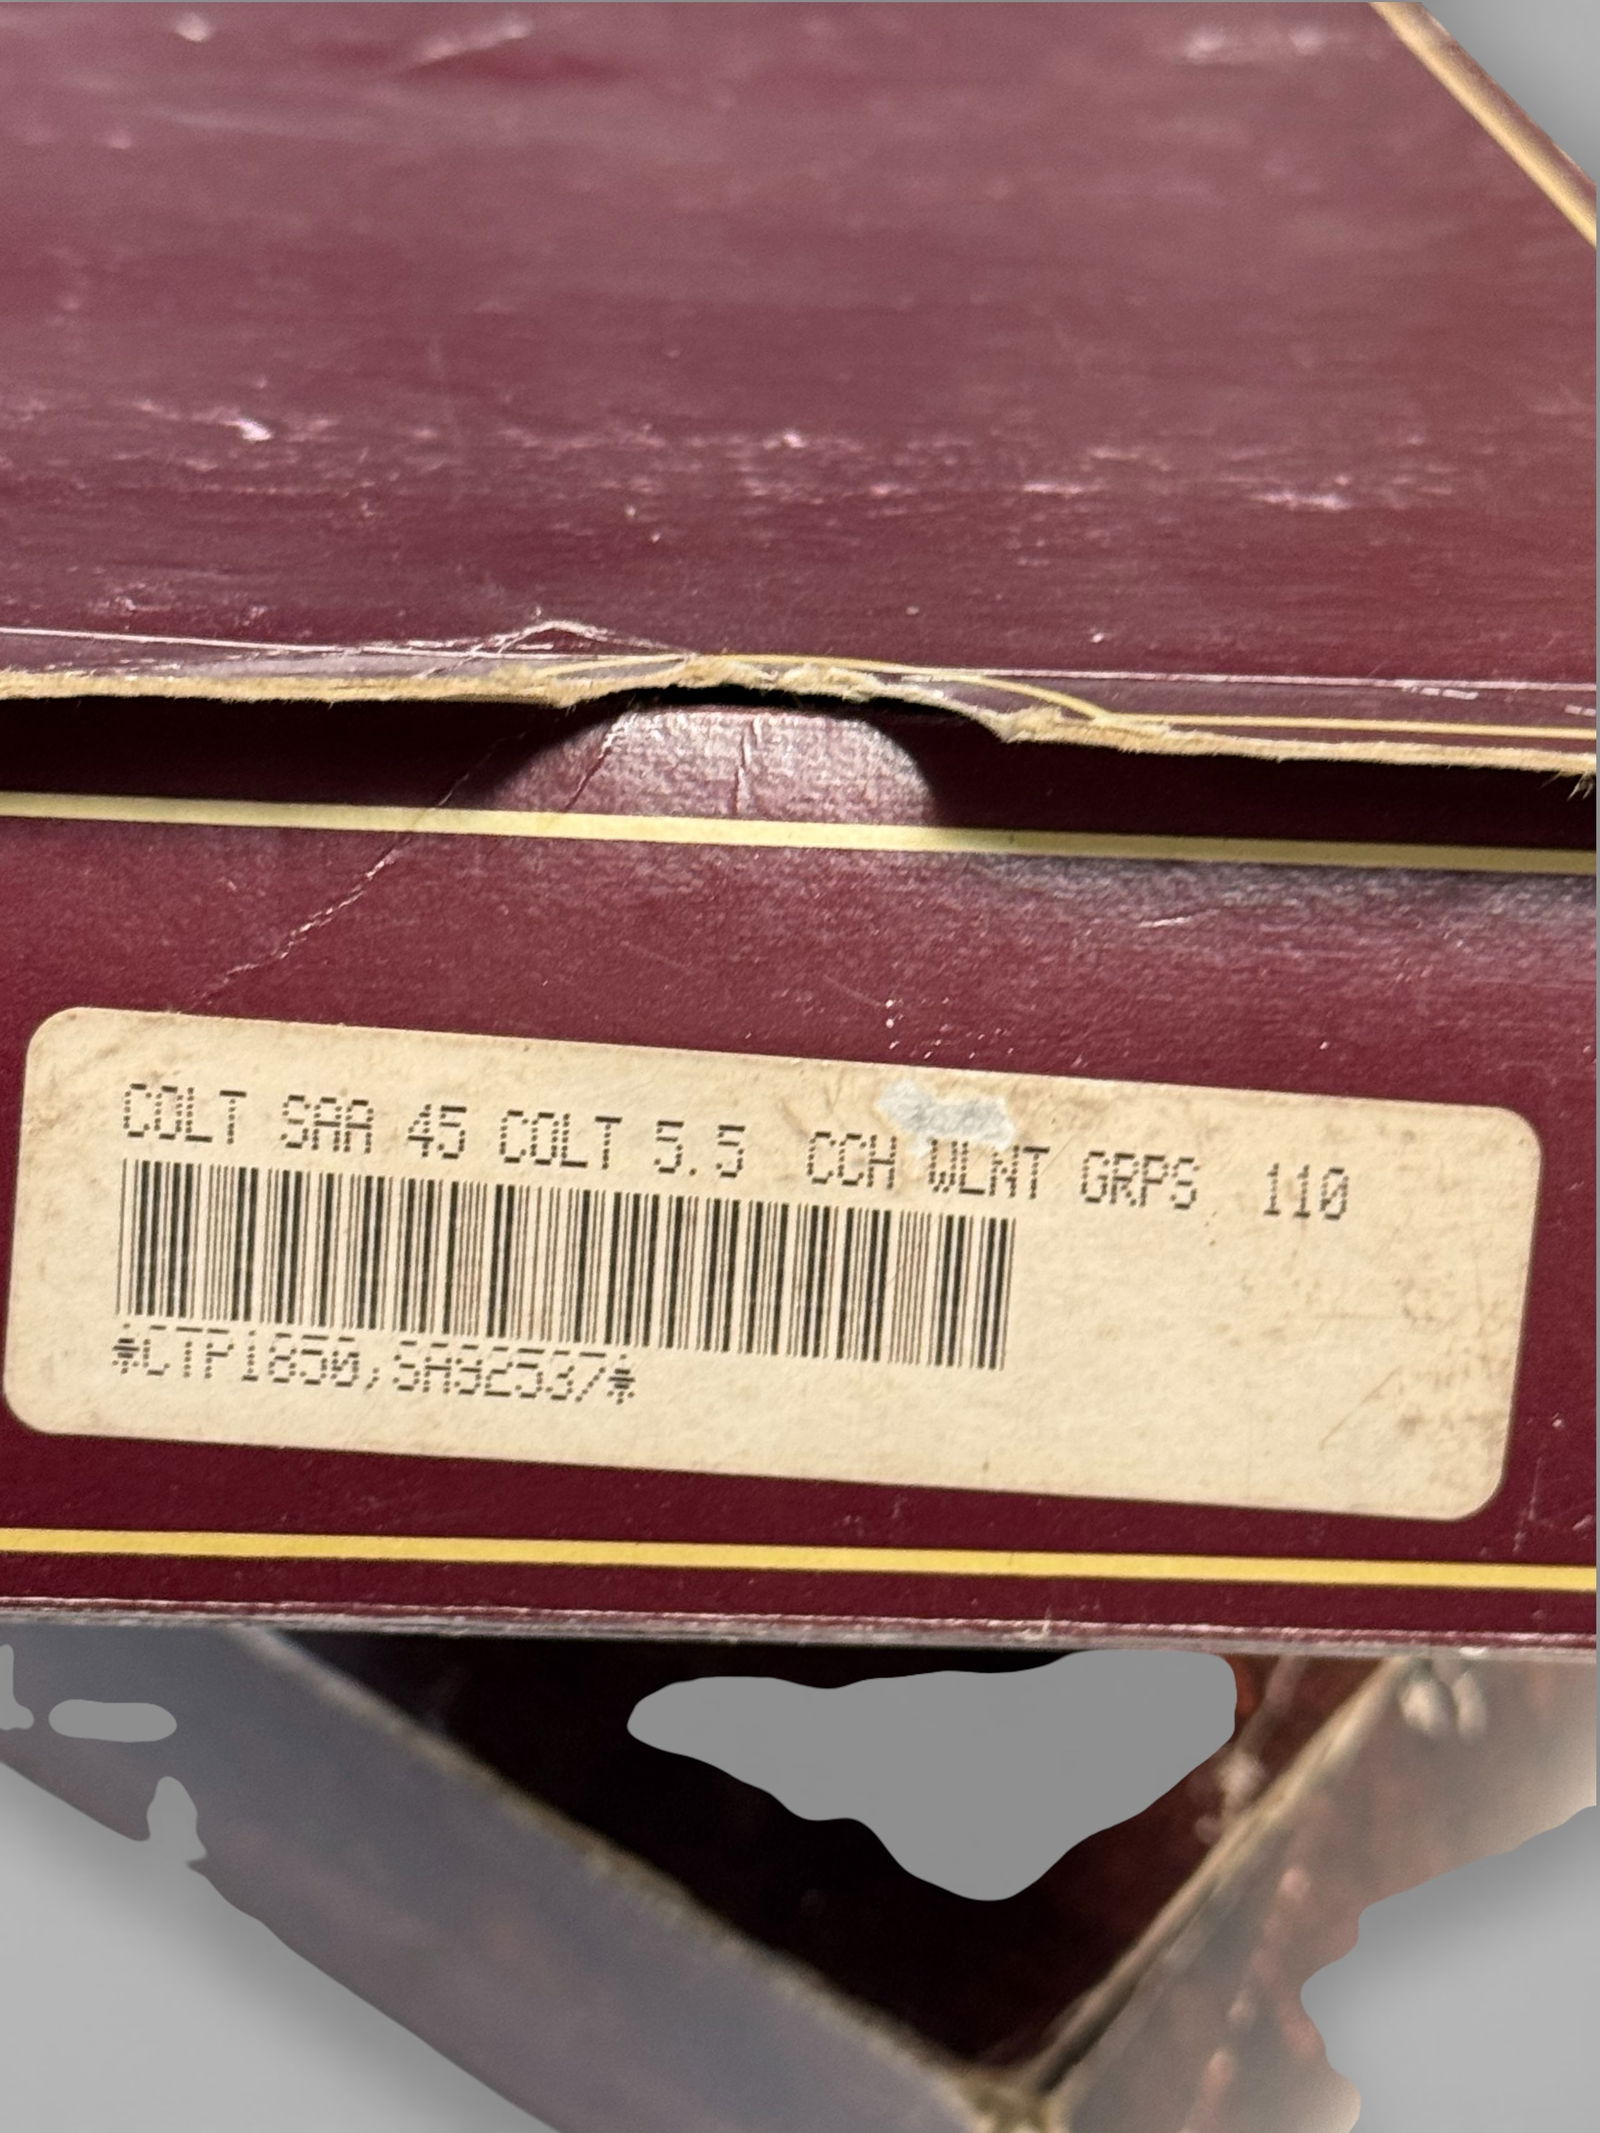 COLT SAA 45 COLT 5.5 CCH WLNT GRPS 110
*CTP1850,SA92537*